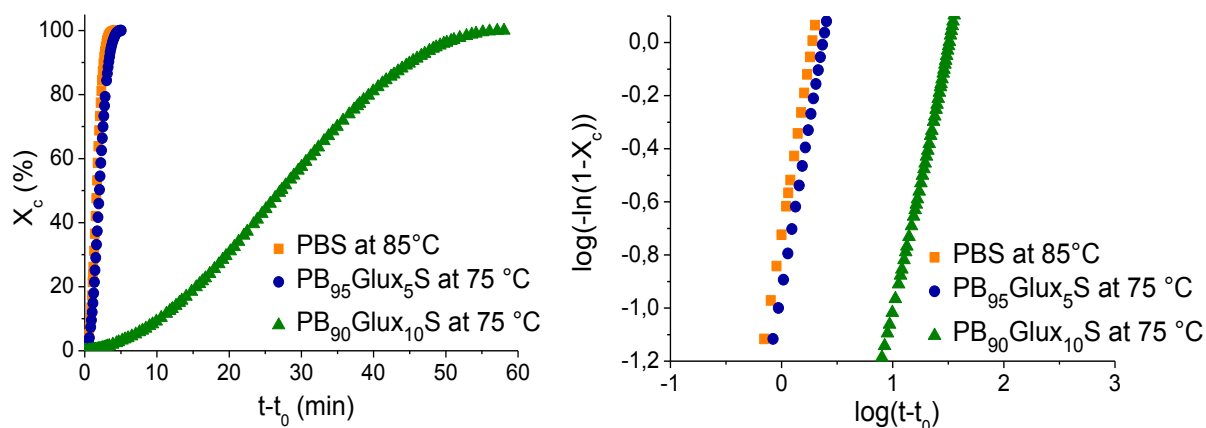 100
80
60
40
20
0
X_c (%)
0 10 20 30 40 50 60
t-t_0 (min)
PBS at 85°C
PB_95Glux_5S at 75 °C
PB_90Glux_10S at 75 °C
0,0
-0,2
-0,4
-0,6
-0,8
-1,0
-1,2
log(-ln(1-X_c))
-1 0 1 2 3
log(t-t_0)
PBS at 85°C
PB_95Glux_5S at 75 °C
PB_90Glux_10S at 75 °C